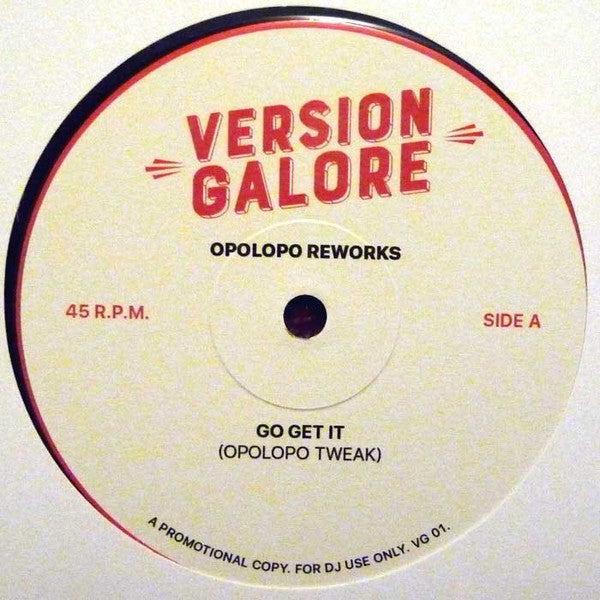 VERSION
GALORE
OPOLOPO REWORKS
45 R.P.M.
SIDE A
GO GET IT
(OPOLOPO TWEAK)
A PROMOTIONAL COPY. FOR DJ USE ONLY. VG 01.